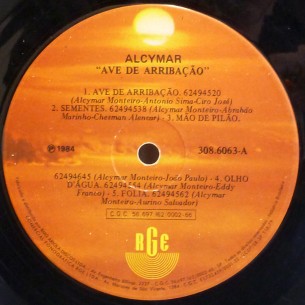 ALCYMAR
"AVE DE ARRIBAÇÃO"
1. AVE DE ARRIBAÇÃO. 62494520
(Alcymar Monteiro-Antonio Sima-Ciro José)
2. SEMENTES. 62494538 (Alcymar Monteiro-Abrahão
Marinho-Chesman Alencar) - 3. MÃO DE PILÃO.
℗ 1984
308.6063-A
62494645 (Alcymar Monteiro-João Paulo) - 4. OLHO
D'ÁGUA. 62494554 (Alcymar Monteiro-Eddy
Franco) - 5. FOLIA. 62494562 (Alcymar
Monteiro-Aurino Salvador)
RGE